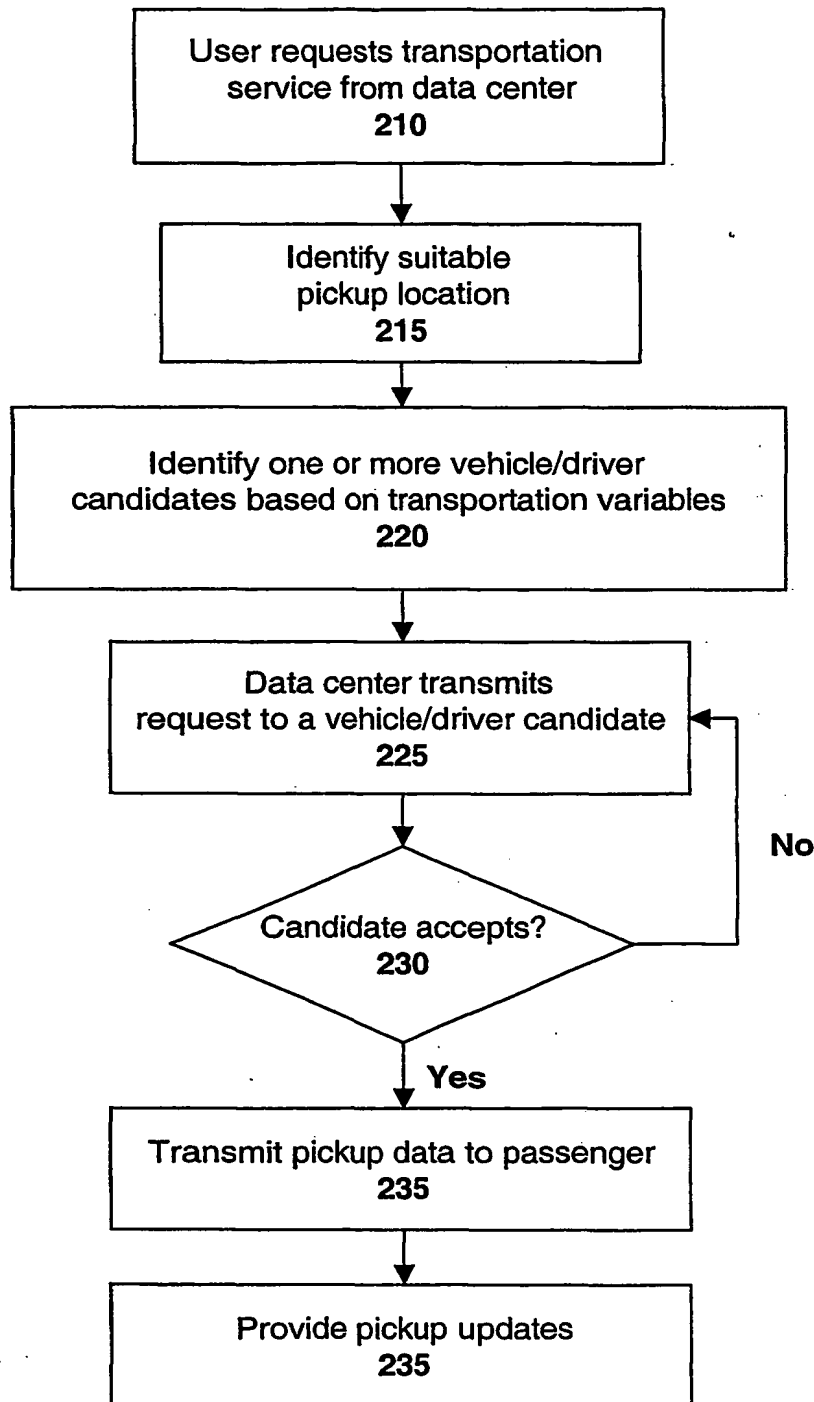 User requests transportation
service from data center
210
Identify suitable
pickup location
215
Identify one or more vehicle/driver
candidates based on transportation variables
220
Data center transmits
request to a vehicle/driver candidate
225
No
Candidate accepts?
230
Yes
Transmit pickup data to passenger
235
Provide pickup updates
235